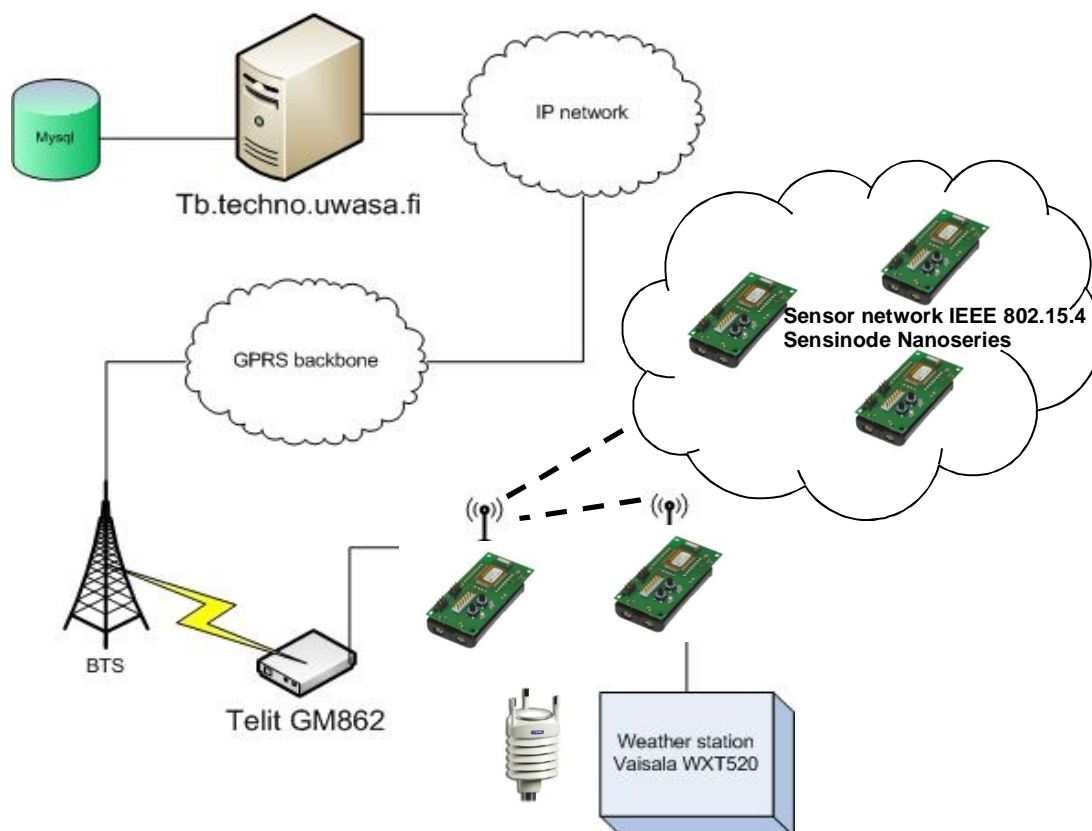 Mysql
Tb.techno.uwasa.fi
IP network
Sensor network IEEE 802.15.4
Sensinode Nanoseries
GPRS backbone
BTS
Telit GM862
Weather station
Vaisala WXT520